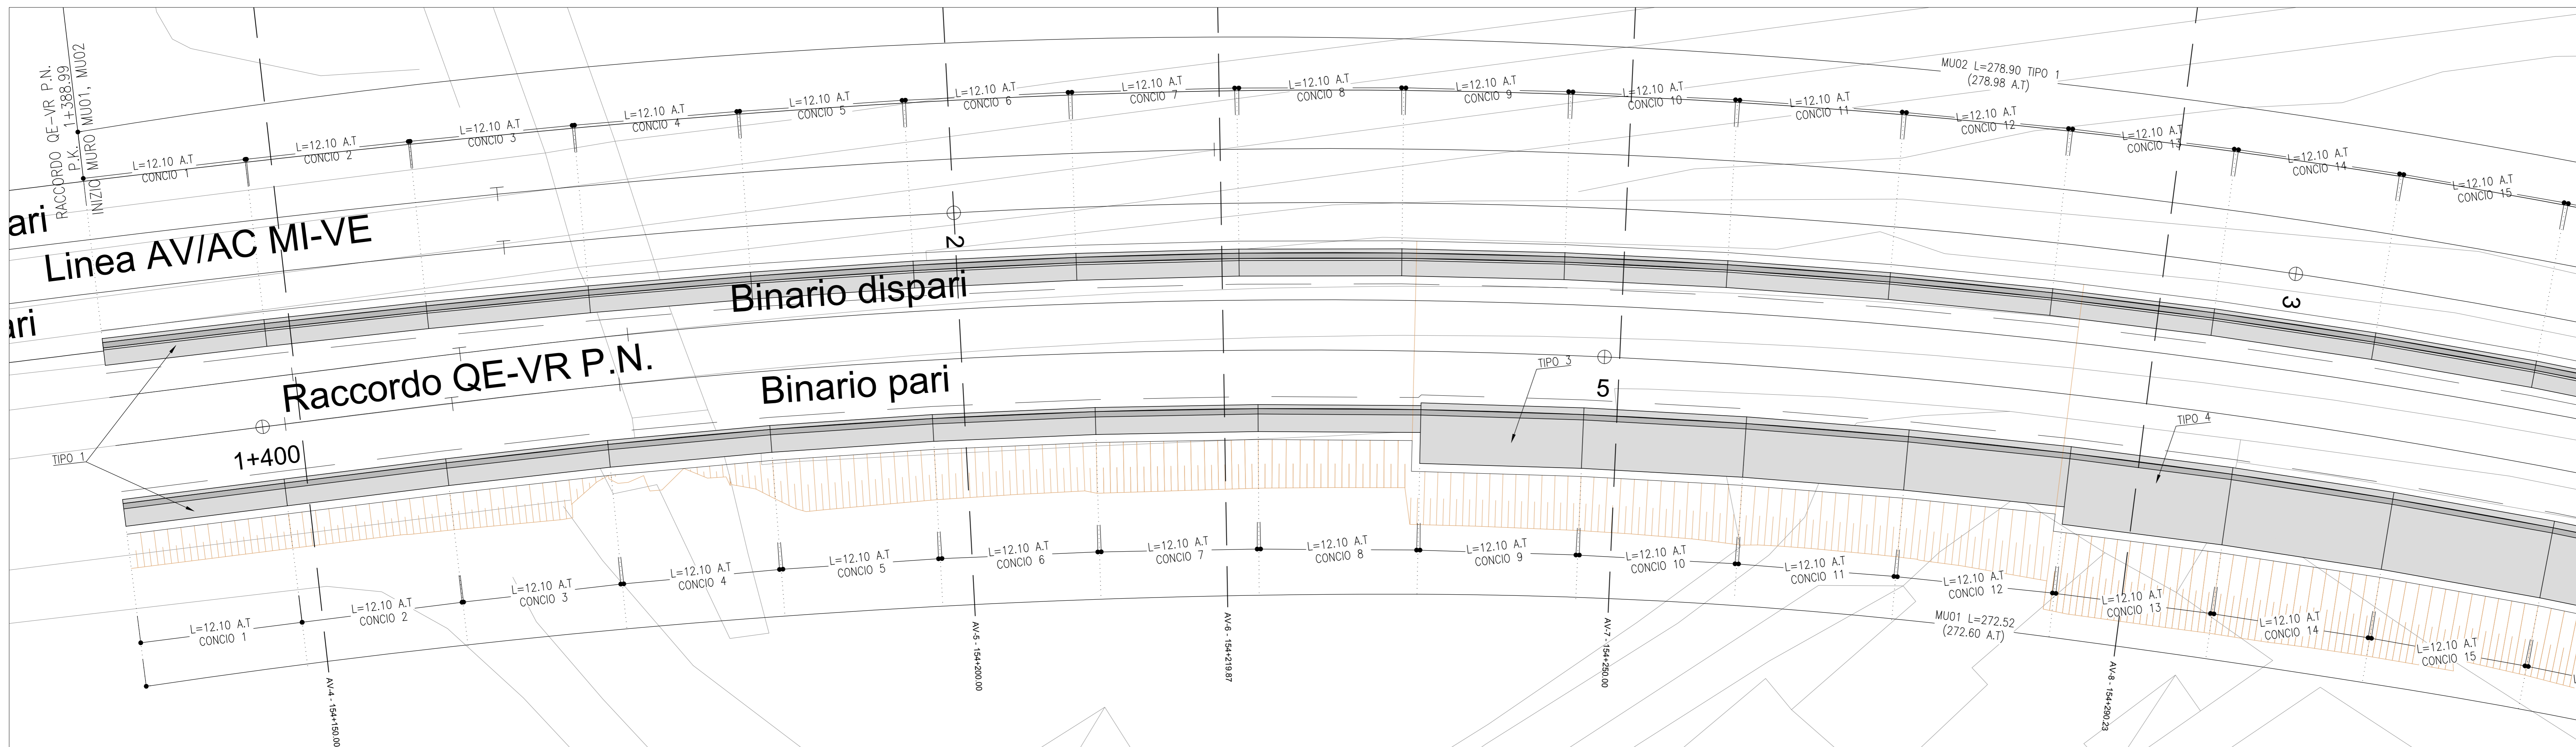 RACCORDO QE-VR P.N.
P.K. 1+388.99
INIZIO MURO MU01, MU02
L=12.10 A.T
CONCIO 1
L=12.10 A.T
CONCIO 2
L=12.10 A.T
CONCIO 3
L=12.10 A.T
CONCIO 4
L=12.10 A.T
CONCIO 5
L=12.10 A.T
CONCIO 6
L=12.10 A.T
CONCIO 7
L=12.10 A.T
CONCIO 8
L=12.10 A.T
CONCIO 9
L=12.10 A.T
CONCIO 10
L=12.10 A.T
CONCIO 11
L=12.10 A.T
CONCIO 12
L=12.10 A.T
CONCIO 13
L=12.10 A.T
CONCIO 14
L=12.10 A.T
CONCIO 15
MU02 L=278.90 TIPO 1
(278.98 A.T)
ari
Linea AV/AC MI-VE
ari
2
3
Binario dispari
Raccordo QE-VR P.N.
Binario pari
TIPO 3
5
TIPO 4
TIPO 1
1+400
L=12.10 A.T
CONCIO 1
L=12.10 A.T
CONCIO 2
L=12.10 A.T
CONCIO 3
L=12.10 A.T
CONCIO 4
L=12.10 A.T
CONCIO 5
L=12.10 A.T
CONCIO 6
L=12.10 A.T
CONCIO 7
L=12.10 A.T
CONCIO 8
L=12.10 A.T
CONCIO 9
L=12.10 A.T
CONCIO 10
L=12.10 A.T
CONCIO 11
L=12.10 A.T
CONCIO 12
L=12.10 A.T
CONCIO 13
L=12.10 A.T
CONCIO 14
L=12.10 A.T
CONCIO 15
MU01 L=272.52
(272.60 A.T)
AV-4 - 154+150.00
AV-5 - 154+200.00
AV-6 - 154+219.87
AV-7 - 154+250.00
AV-8 - 154+290.23